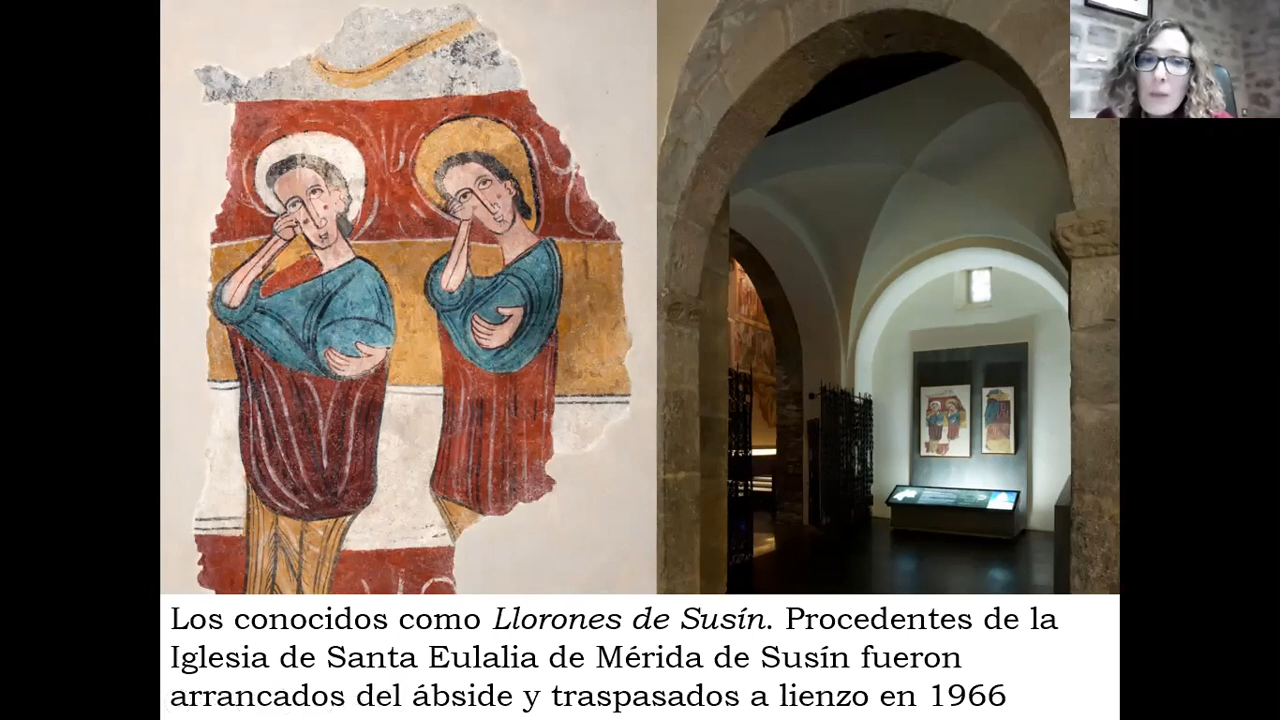 Los conocidos como Llorones de Susín. Procedentes de la
Iglesia de Santa Eulalia de Mérida de Susín fueron
arrancados del ábside y traspasados a lienzo en 1966